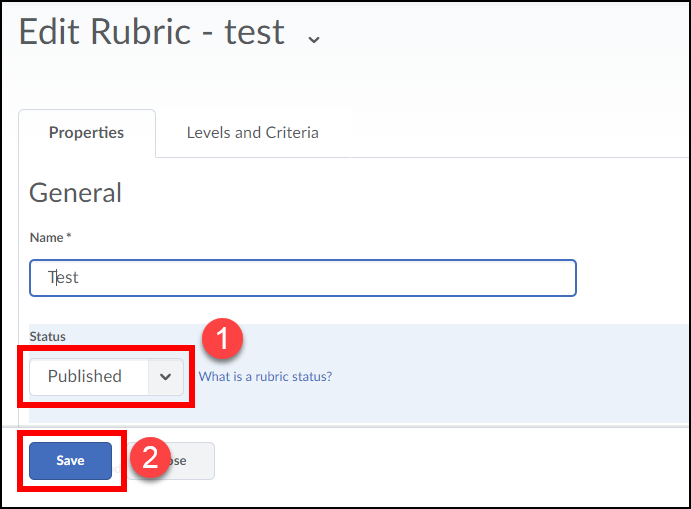 Edit Rubric - test
Properties Levels and Criteria
General
Name *
Test
Status
1
Published What is a rubric status?
Save 2